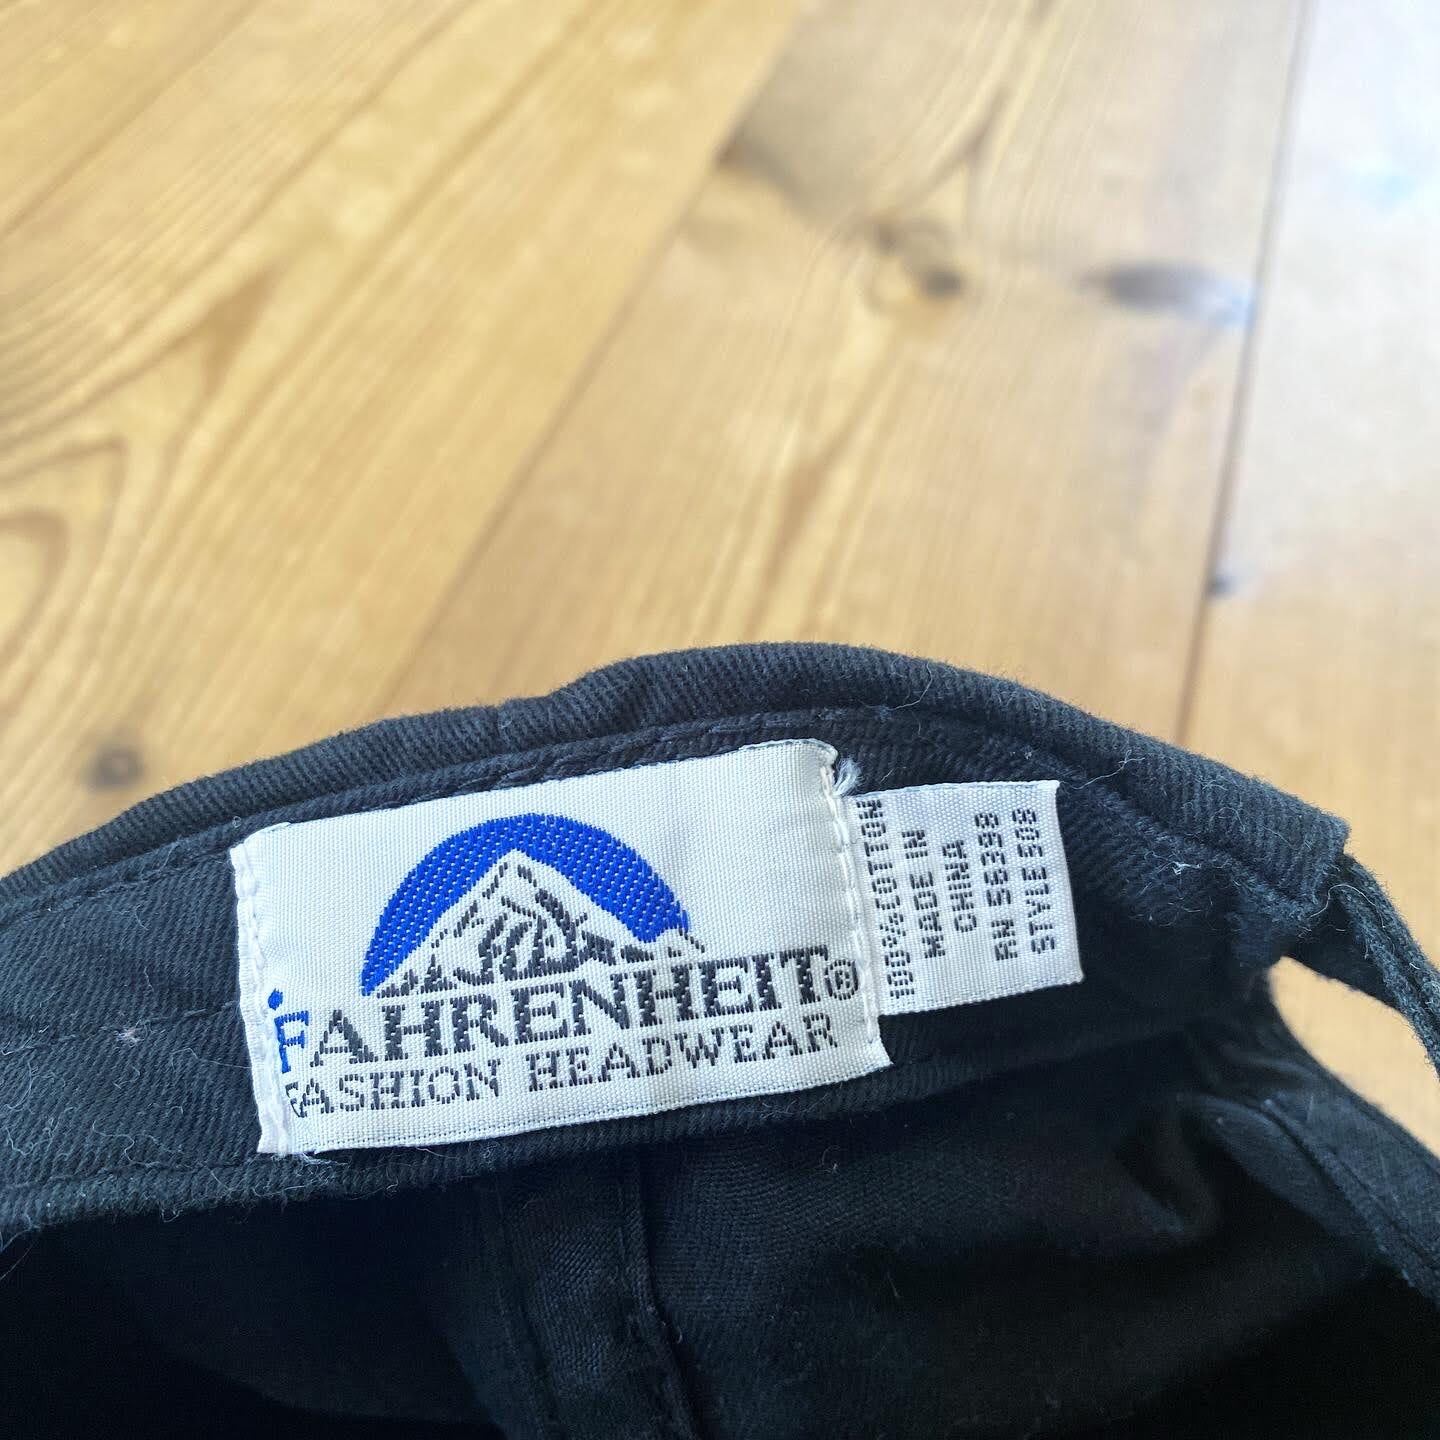 °FAHRENHEIT®
FASHION HEADWEAR
100% COTTON
MADE IN
CHINA
RN 56398
STYLE 508